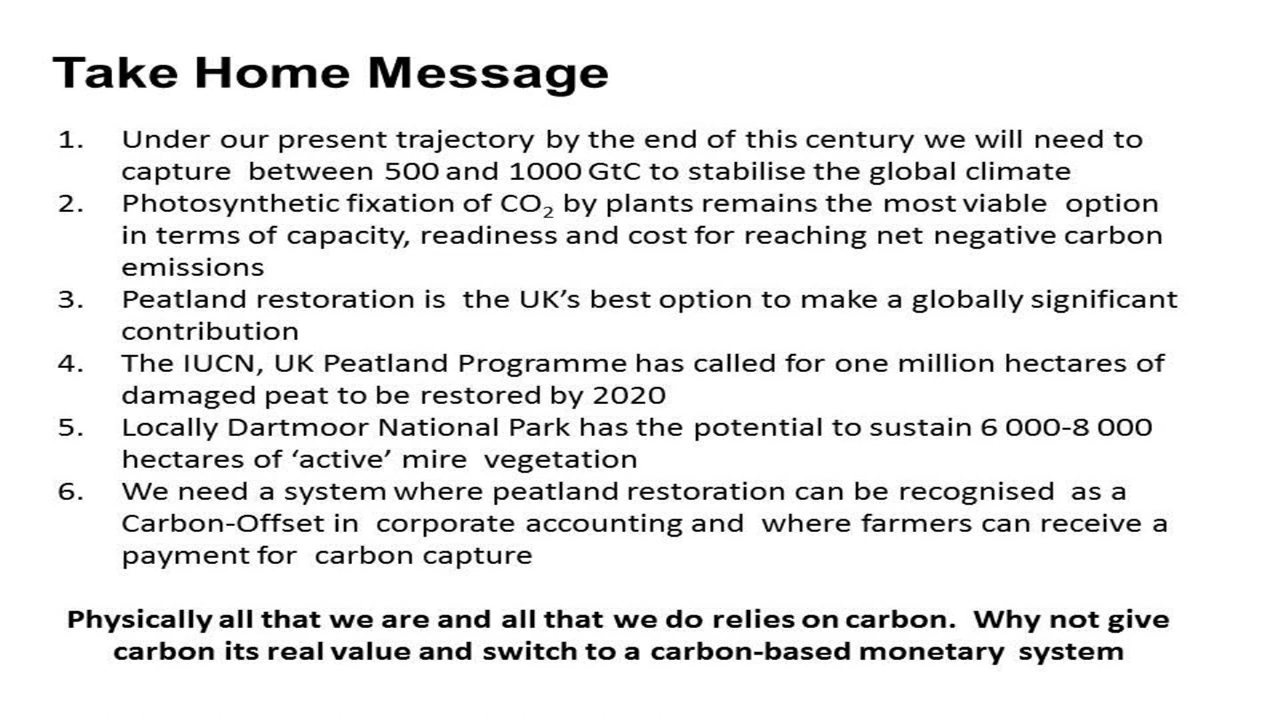 Take Home Message
1. Under our present trajectory by the end of this century we will need to
capture between 500 and 1000 GtC to stabilise the global climate
2. Photosynthetic fixation of CO₂ by plants remains the most viable option
in terms of capacity, readiness and cost for reaching net negative carbon
emissions
3. Peatland restoration is the UK’s best option to make a globally significant
contribution
4. The IUCN, UK Peatland Programme has called for one million hectares of
damaged peat to be restored by 2020
5. Locally Dartmoor National Park has the potential to sustain 6 000-8 000
hectares of ‘active’ mire vegetation
6. We need a system where peatland restoration can be recognised as a
Carbon-Offset in corporate accounting and where farmers can receive a
payment for carbon capture
Physically all that we are and all that we do relies on carbon. Why not give
carbon its real value and switch to a carbon-based monetary system